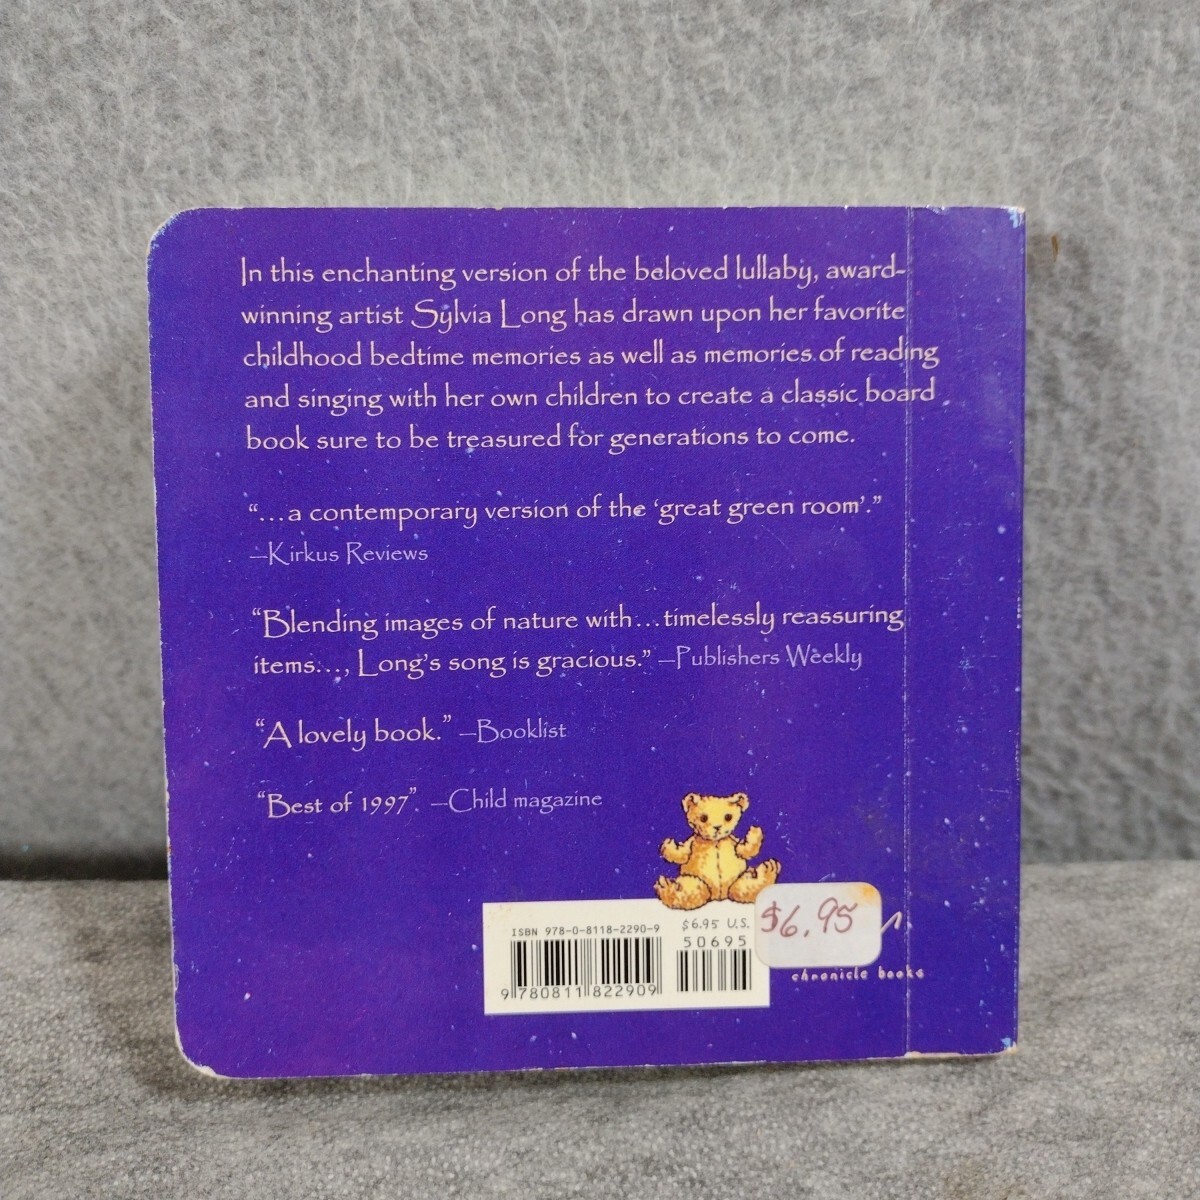 In this enchanting version of the beloved lullaby, award-
winning artist Sylvia Long has drawn upon her favorite
childhood bedtime memories as well as memories of reading
and singing with her own children to create a classic board
book sure to be treasured for generations to come.
“...a contemporary version of the ‘great green room’.”
—Kirkus Reviews
“Blending images of nature with...timelessly reassuring
items..., Long’s song is gracious.” —Publishers Weekly
“A lovely book.” —Booklist
“Best of 1997” —Child magazine
ISBN 978-0-8118-2290-9 $6.95 U.S.
50695
9 780811 822909
$6.95
chronicle books